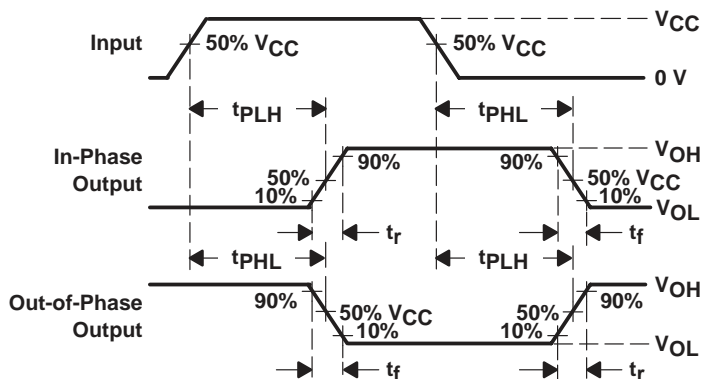 VCC
Input
50% VCC
50% VCC
0 V
tPLH
tPHL
In-Phase
Output
90%
90%
VOH
50%
50% VCC
10%
10%
VOL
tr
tf
tPHL
tPLH
Out-of-Phase
Output
90%
90%
VOH
50% VCC
50%
10%
10%
VOL
tf
tr